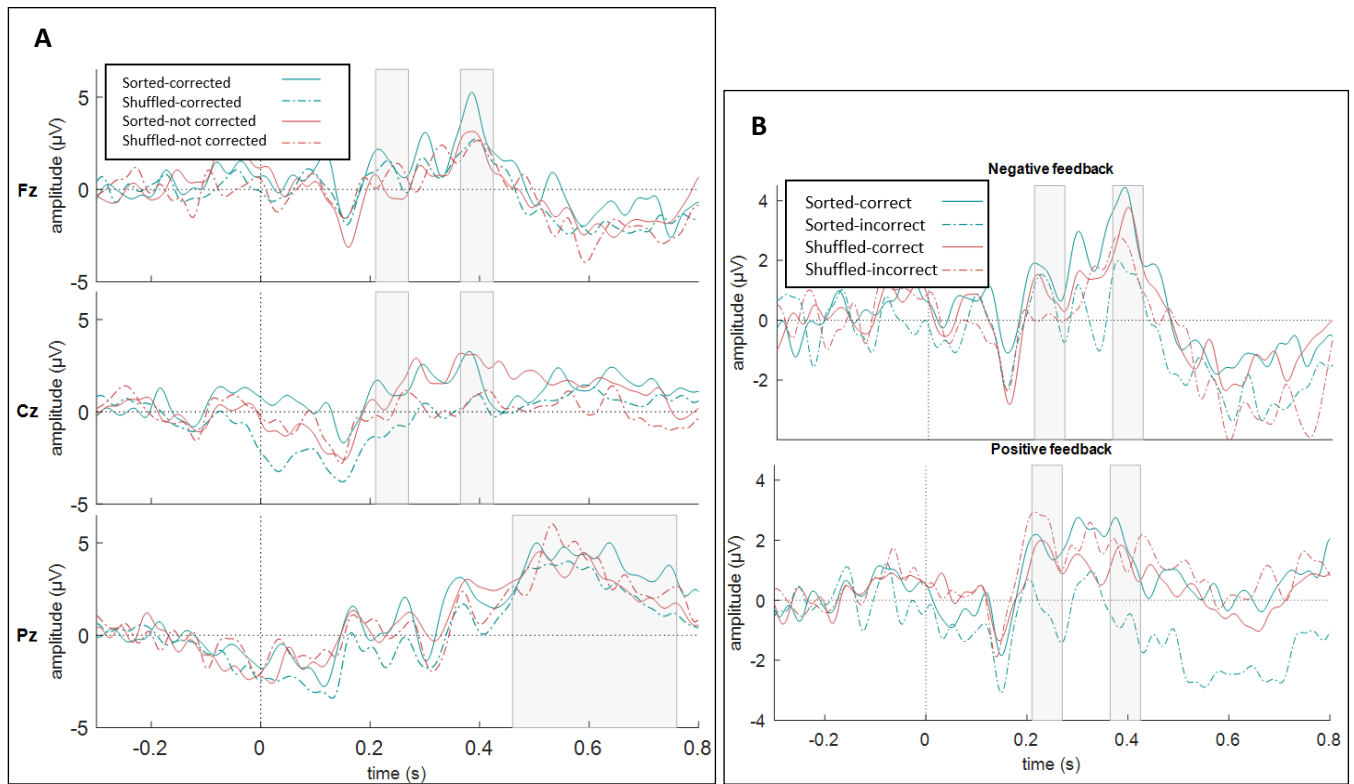 A
Sorted-corrected
Shuffled-corrected
Sorted-not corrected
Shuffled-not corrected
5
0
-5
Fz
amplitude (µV)
5
0
-5
Cz
amplitude (µV)
5
0
-5
Pz
amplitude (µV)
-0.2
0
0.2
0.4
0.6
0.8
time (s)
B
Negative feedback
Sorted-correct
Sorted-incorrect
Shuffled-correct
Shuffled-incorrect
4
2
0
-2
amplitude (µV)
Positive feedback
4
2
0
-2
-4
amplitude (µV)
-0.2
0
0.2
0.4
0.6
0.8
time (s)